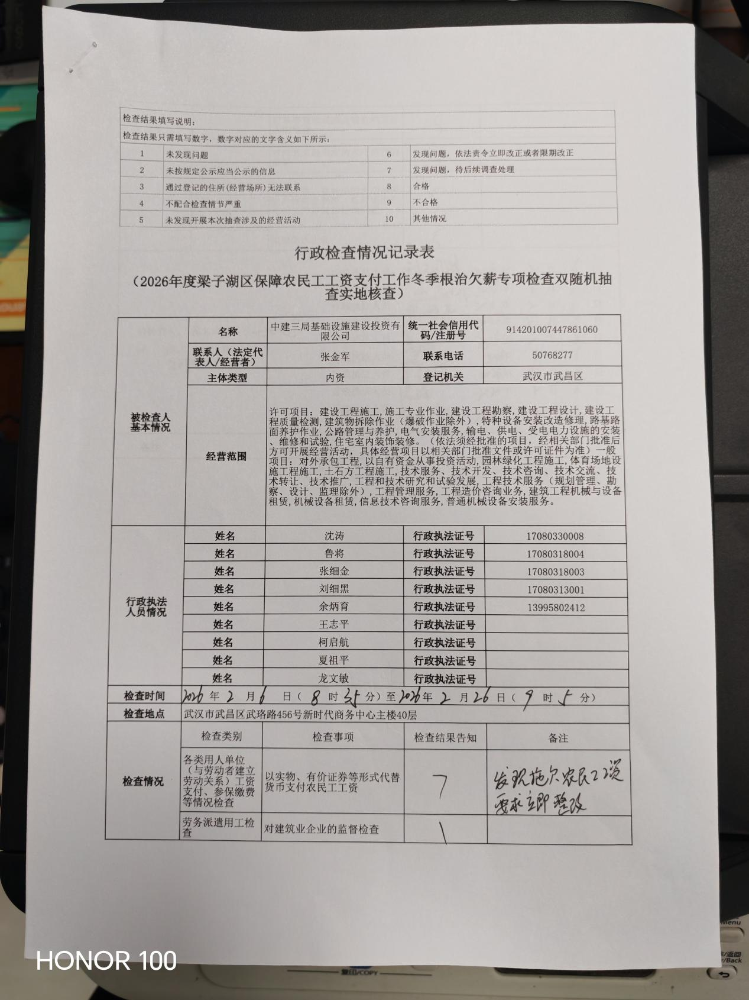 检查结果填写说明:
检查结果只需填写数字，数字对应的文字含义如下所示:
1 未发现问题 6 发现问题，依法责令立即改正或者限期改正
2 未按规定公示应当公示的信息 7 发现问题，待后续调查处理
3 通过登记的住所(经营场所)无法联系 8 合格
4 不配合检查情节严重 9 不合格
5 未发现开展本次抽查涉及的经营活动 10 其他情况
行政检查情况记录表
（2026年度梁子湖区保障农民工工资支付工作冬季根治欠薪专项检查双随机抽
查实地核查）
被检查人
基本情况
名称 中建三局基础设施建设投资有
限公司
统一社会信用代
码/注册号
914201007447861060
联系人（法定代
表人/经营者）
张金军 联系电话 50768277
主体类型 内资 登记机关 武汉市武昌区
经营范围
许可项目：建设工程施工,施工专业作业,建设工程勘察,建设工程设计,建设工
程质量检测,建筑物拆除作业（爆破作业除外）,特种设备安装改造修理,路基路
面养护作业,公路管理与养护,电气安装服务,输电、供电、受电电力设施的安装
、维修和试验,住宅室内装饰装修。（依法须经批准的项目，经相关部门批准后
方可开展经营活动，具体经营项目以相关部门批准文件或许可证件为准）一般
项目：对外承包工程,以自有资金从事投资活动,园林绿化工程施工,体育场地设
施工程施工,土石方工程施工,技术服务、技术开发、技术咨询、技术交流、技
术转让、技术推广,工程和技术研究和试验发展,工程技术服务（规划管理、勘
察、设计、监理除外）,工程管理服务,工程造价咨询业务,建筑工程机械与设备
租赁,机械设备租赁,信息技术咨询服务,普通机械设备安装服务。
行政执法
人员情况
姓名 沈涛 行政执法证号 17080330008
姓名 鲁将 行政执法证号 17080318004
姓名 张细金 行政执法证号 17080318003
姓名 刘细黑 行政执法证号 17080313001
姓名 余炳育 行政执法证号 13995802412
姓名 王志平 行政执法证号
姓名 柯启航 行政执法证号
姓名 夏祖平 行政执法证号
姓名 龙文敏 行政执法证号
检查时间 2026 年 2 月 6 日（ 8 时 35 分）至 2026 年 2 月 26 日（ 9 时 5 分）
检查地点 武汉市武昌区武珞路456号新时代商务中心主楼40层
检查情况
检查类别 检查事项 检查结果告知 备注
各类用人单位
（与劳动者建立
劳动关系）工资
支付、参保缴费
等情况检查
以实物、有价证券等形式代替
货币支付农民工工资
7
发现拖欠农民工资
要求立即整改
劳务派遣用工检
查
对建筑业企业的监督检查
1
HONOR 100
Menu
复印/COPY
/返回
r/Back